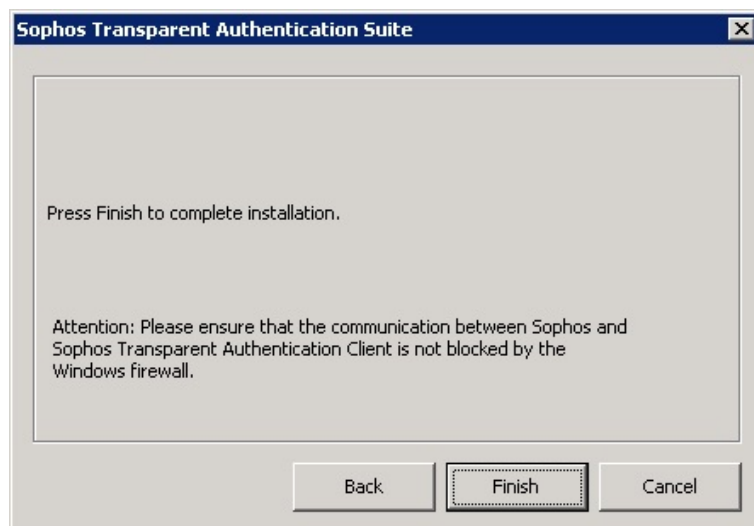 Sophos Transparent Authentication Suite
Press Finish to complete installation.
Attention: Please ensure that the communication between Sophos and
Sophos Transparent Authentication Client is not blocked by the
Windows firewall.
Back
Finish
Cancel